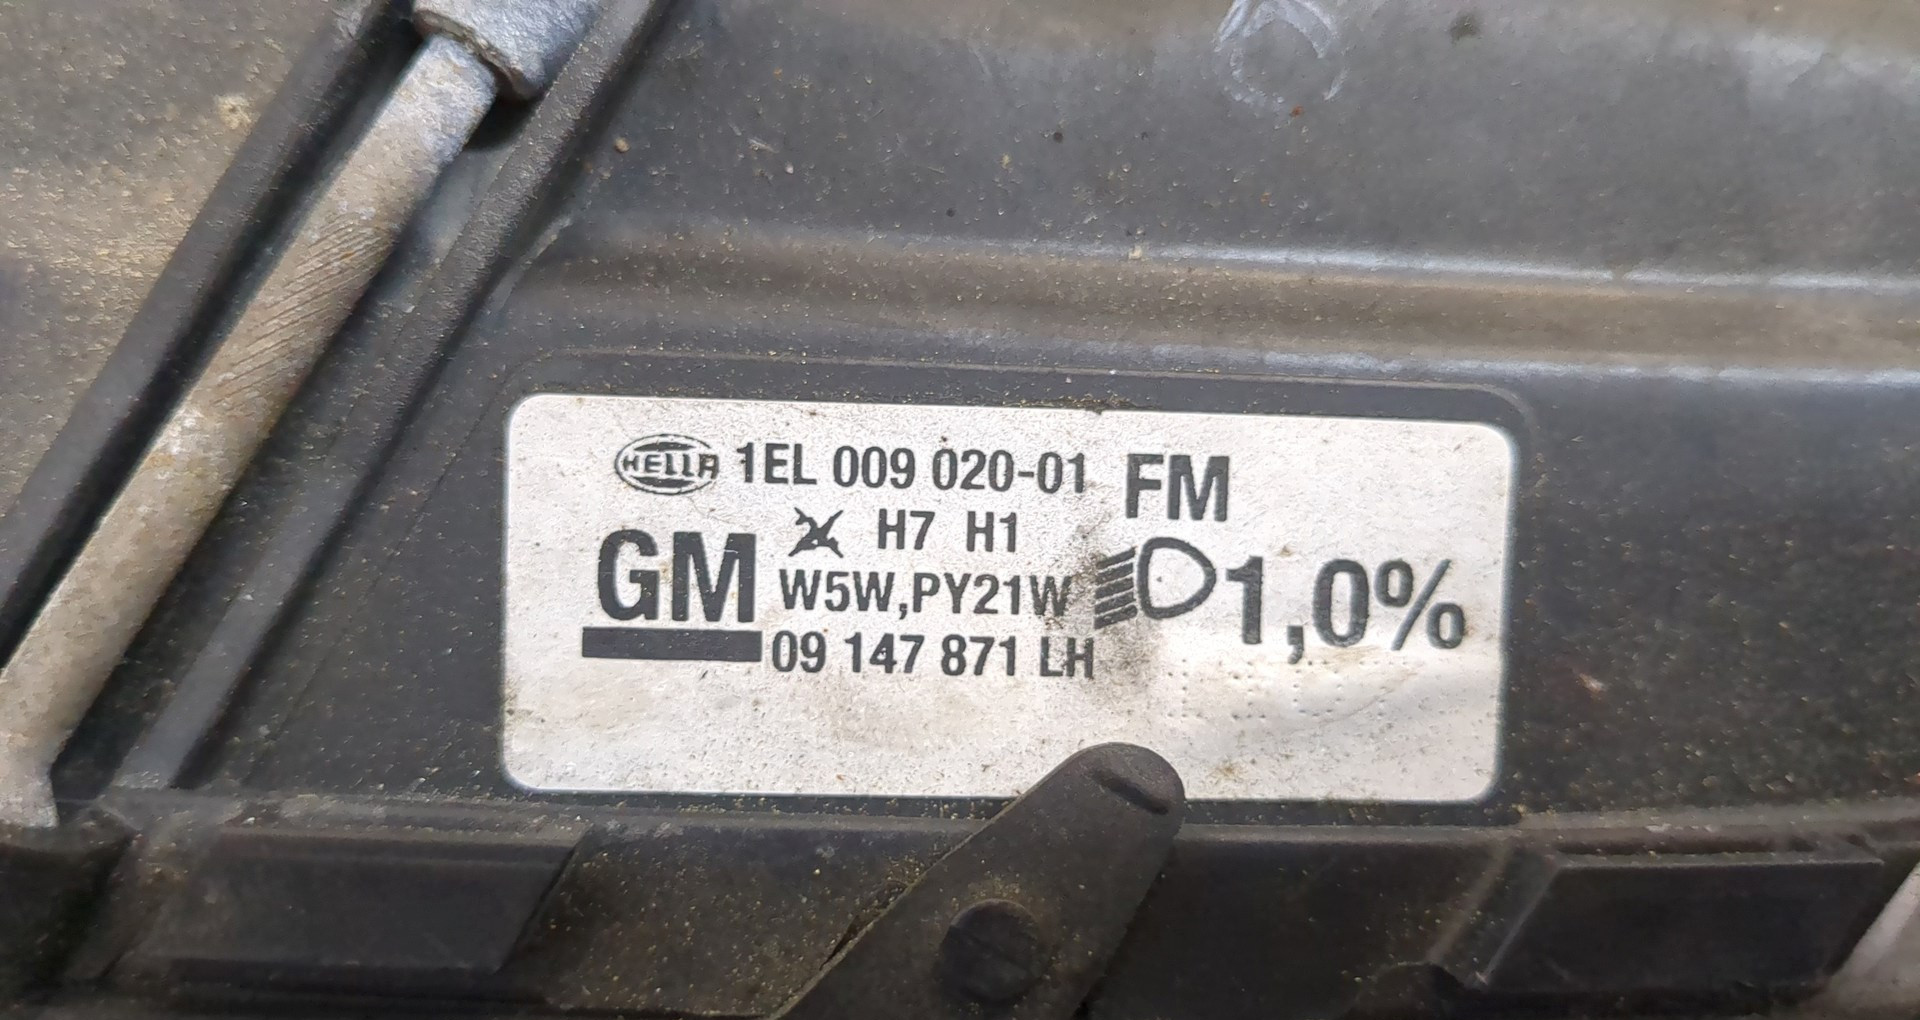 HELLA 1EL 009 020-01 FM
H7 H1
GM W5W,PY21W 1,0%
09 147 871 LH